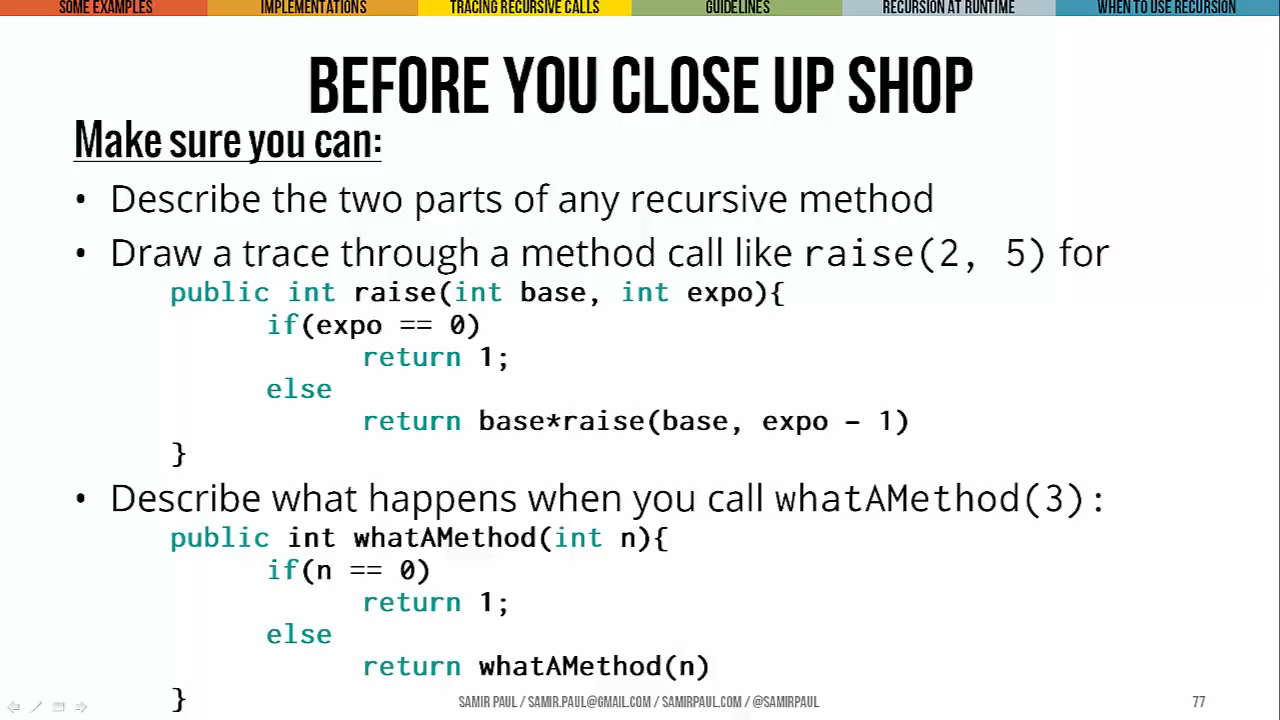 SOME EXAMPLES IMPLEMENTATIONS TRACING RECURSIVE CALLS GUIDELINES RECURSION AT RUNTIME WHEN TO USE RECURSION
BEFORE YOU CLOSE UP SHOP
Make sure you can:
• Describe the two parts of any recursive method
• Draw a trace through a method call like raise(2, 5) for
public int raise(int base, int expo){
if(expo == 0)
return 1;
else
return base*raise(base, expo – 1)
}
• Describe what happens when you call whatAMethod(3):
public int whatAMethod(int n){
if(n == 0)
return 1;
else
return whatAMethod(n)
}
SAMIR PAUL / SAMIR.PAUL@GMAIL.COM / SAMIRPAUL.COM / @SAMIRPAUL 77